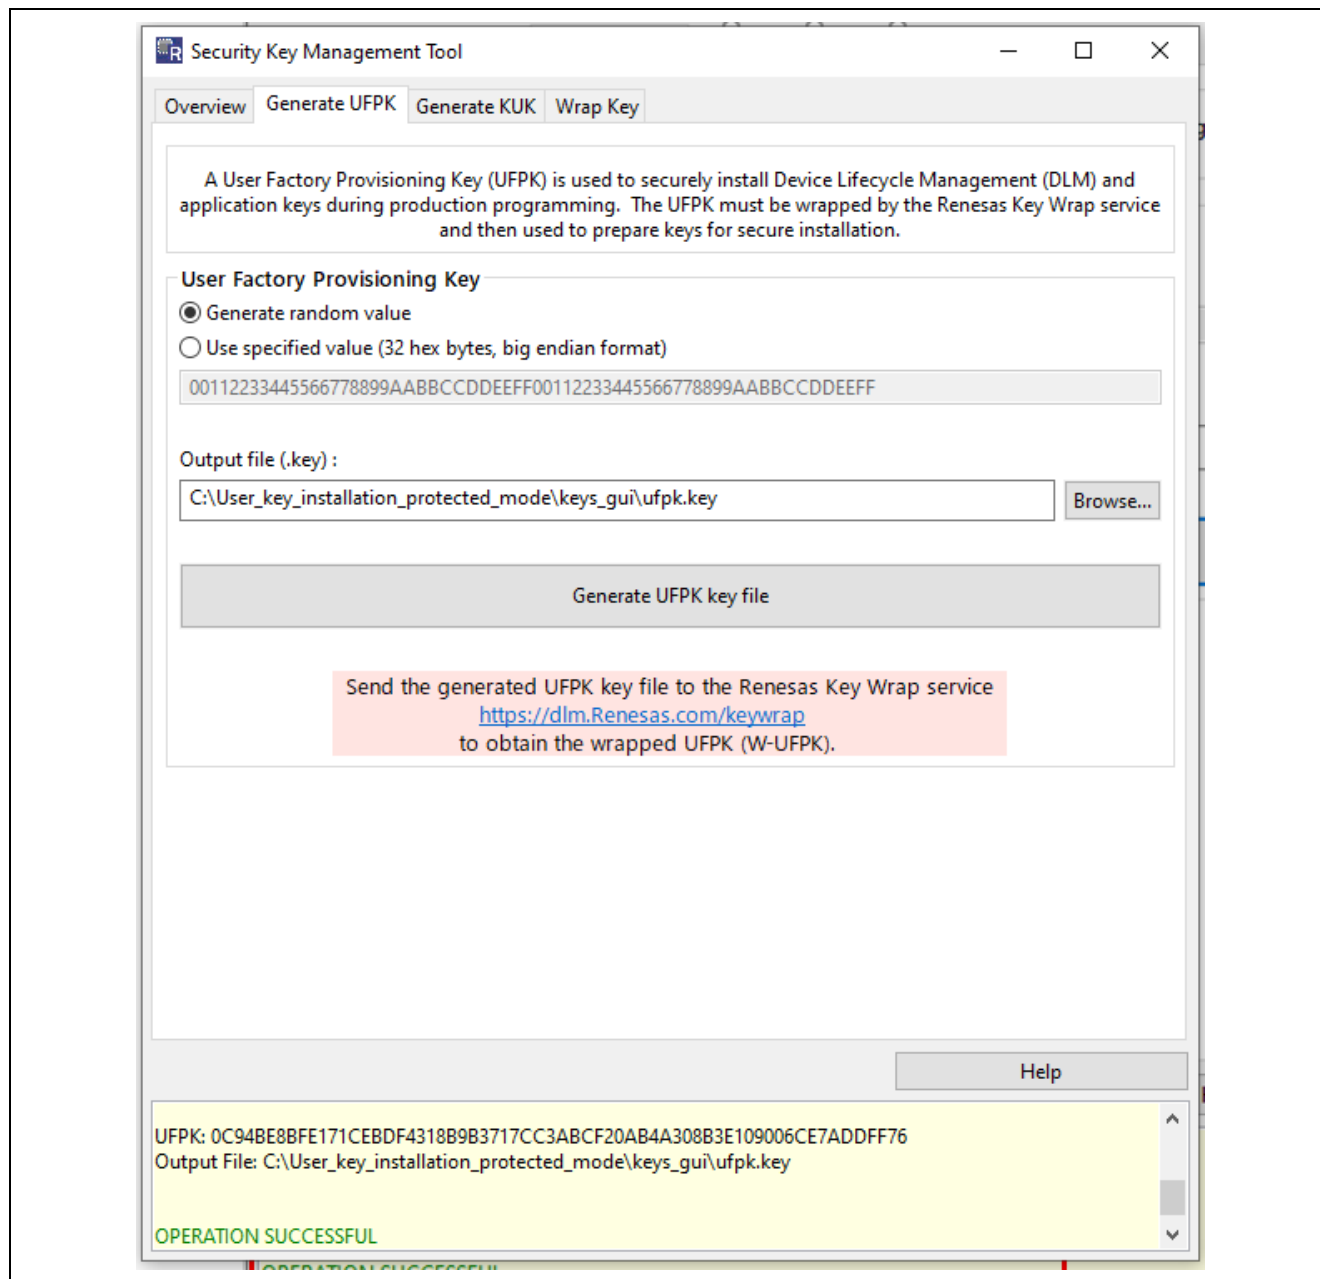 Security Key Management Tool
Overview
Generate UFPK
Generate KUK
Wrap Key
A User Factory Provisioning Key (UFPK) is used to securely install Device Lifecycle Management (DLM) and
application keys during production programming. The UFPK must be wrapped by the Renesas Key Wrap service
and then used to prepare keys for secure installation.
User Factory Provisioning Key
Generate random value
Use specified value (32 hex bytes, big endian format)
00112233445566778899AABBCCDDEEFF00112233445566778899AABBCCDDEEFF
Output file (.key) :
C:\User_key_installation_protected_mode\keys_gui\ufpk.key
Browse...
Generate UFPK key file
Send the generated UFPK key file to the Renesas Key Wrap service
https://dlm.Renesas.com/keywrap
to obtain the wrapped UFPK (W-UFPK).
Help
UFPK: 0C94BE8BFE171CEBDF4318B9B3717CC3ABCF20AB4A308B3E109006CE7ADDFF76
Output File: C:\User_key_installation_protected_mode\keys_gui\ufpk.key
OPERATION SUCCESSFUL
OPERATION SUCCESSFUL